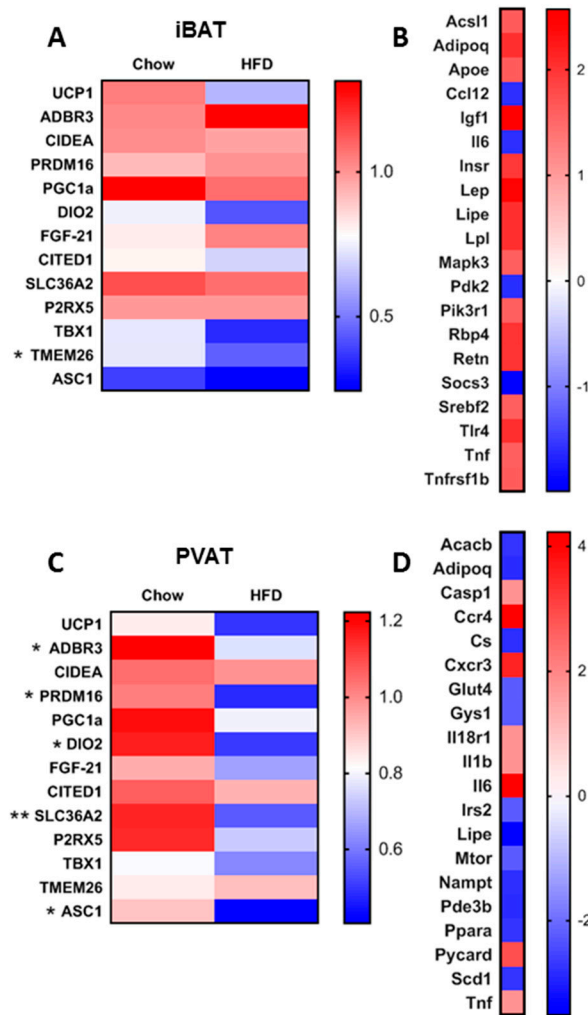 A
iBAT
Chow HFD
UCP1
ADBR3
CIDEA
PRDM16
PGC1a
DIO2
FGF-21
CITED1
SLC36A2
P2RX5
TBX1
* TMEM26
ASC1
1.0
0.5
B
Acsl1
Adipoq
Apoe
Ccl12
Igf1
Il6
Insr
Lep
Lipe
Lpl
Mapk3
Pdk2
Pik3r1
Rbp4
Retn
Socs3
Srebf2
Tlr4
Tnf
Tnfrsf1b
2
1
0
-1
C
PVAT
Chow HFD
UCP1
* ADBR3
CIDEA
* PRDM16
PGC1a
* DIO2
FGF-21
CITED1
** SLC36A2
P2RX5
TBX1
TMEM26
* ASC1
1.2
1.0
0.8
0.6
D
Acacb
Adipoq
Casp1
Ccr4
Cs
Cxcr3
Glut4
Gys1
Il18r1
Il1b
Il6
Irs2
Lipe
Mtor
Nampt
Pde3b
Ppara
Pycard
Scd1
Tnf
4
2
0
-2